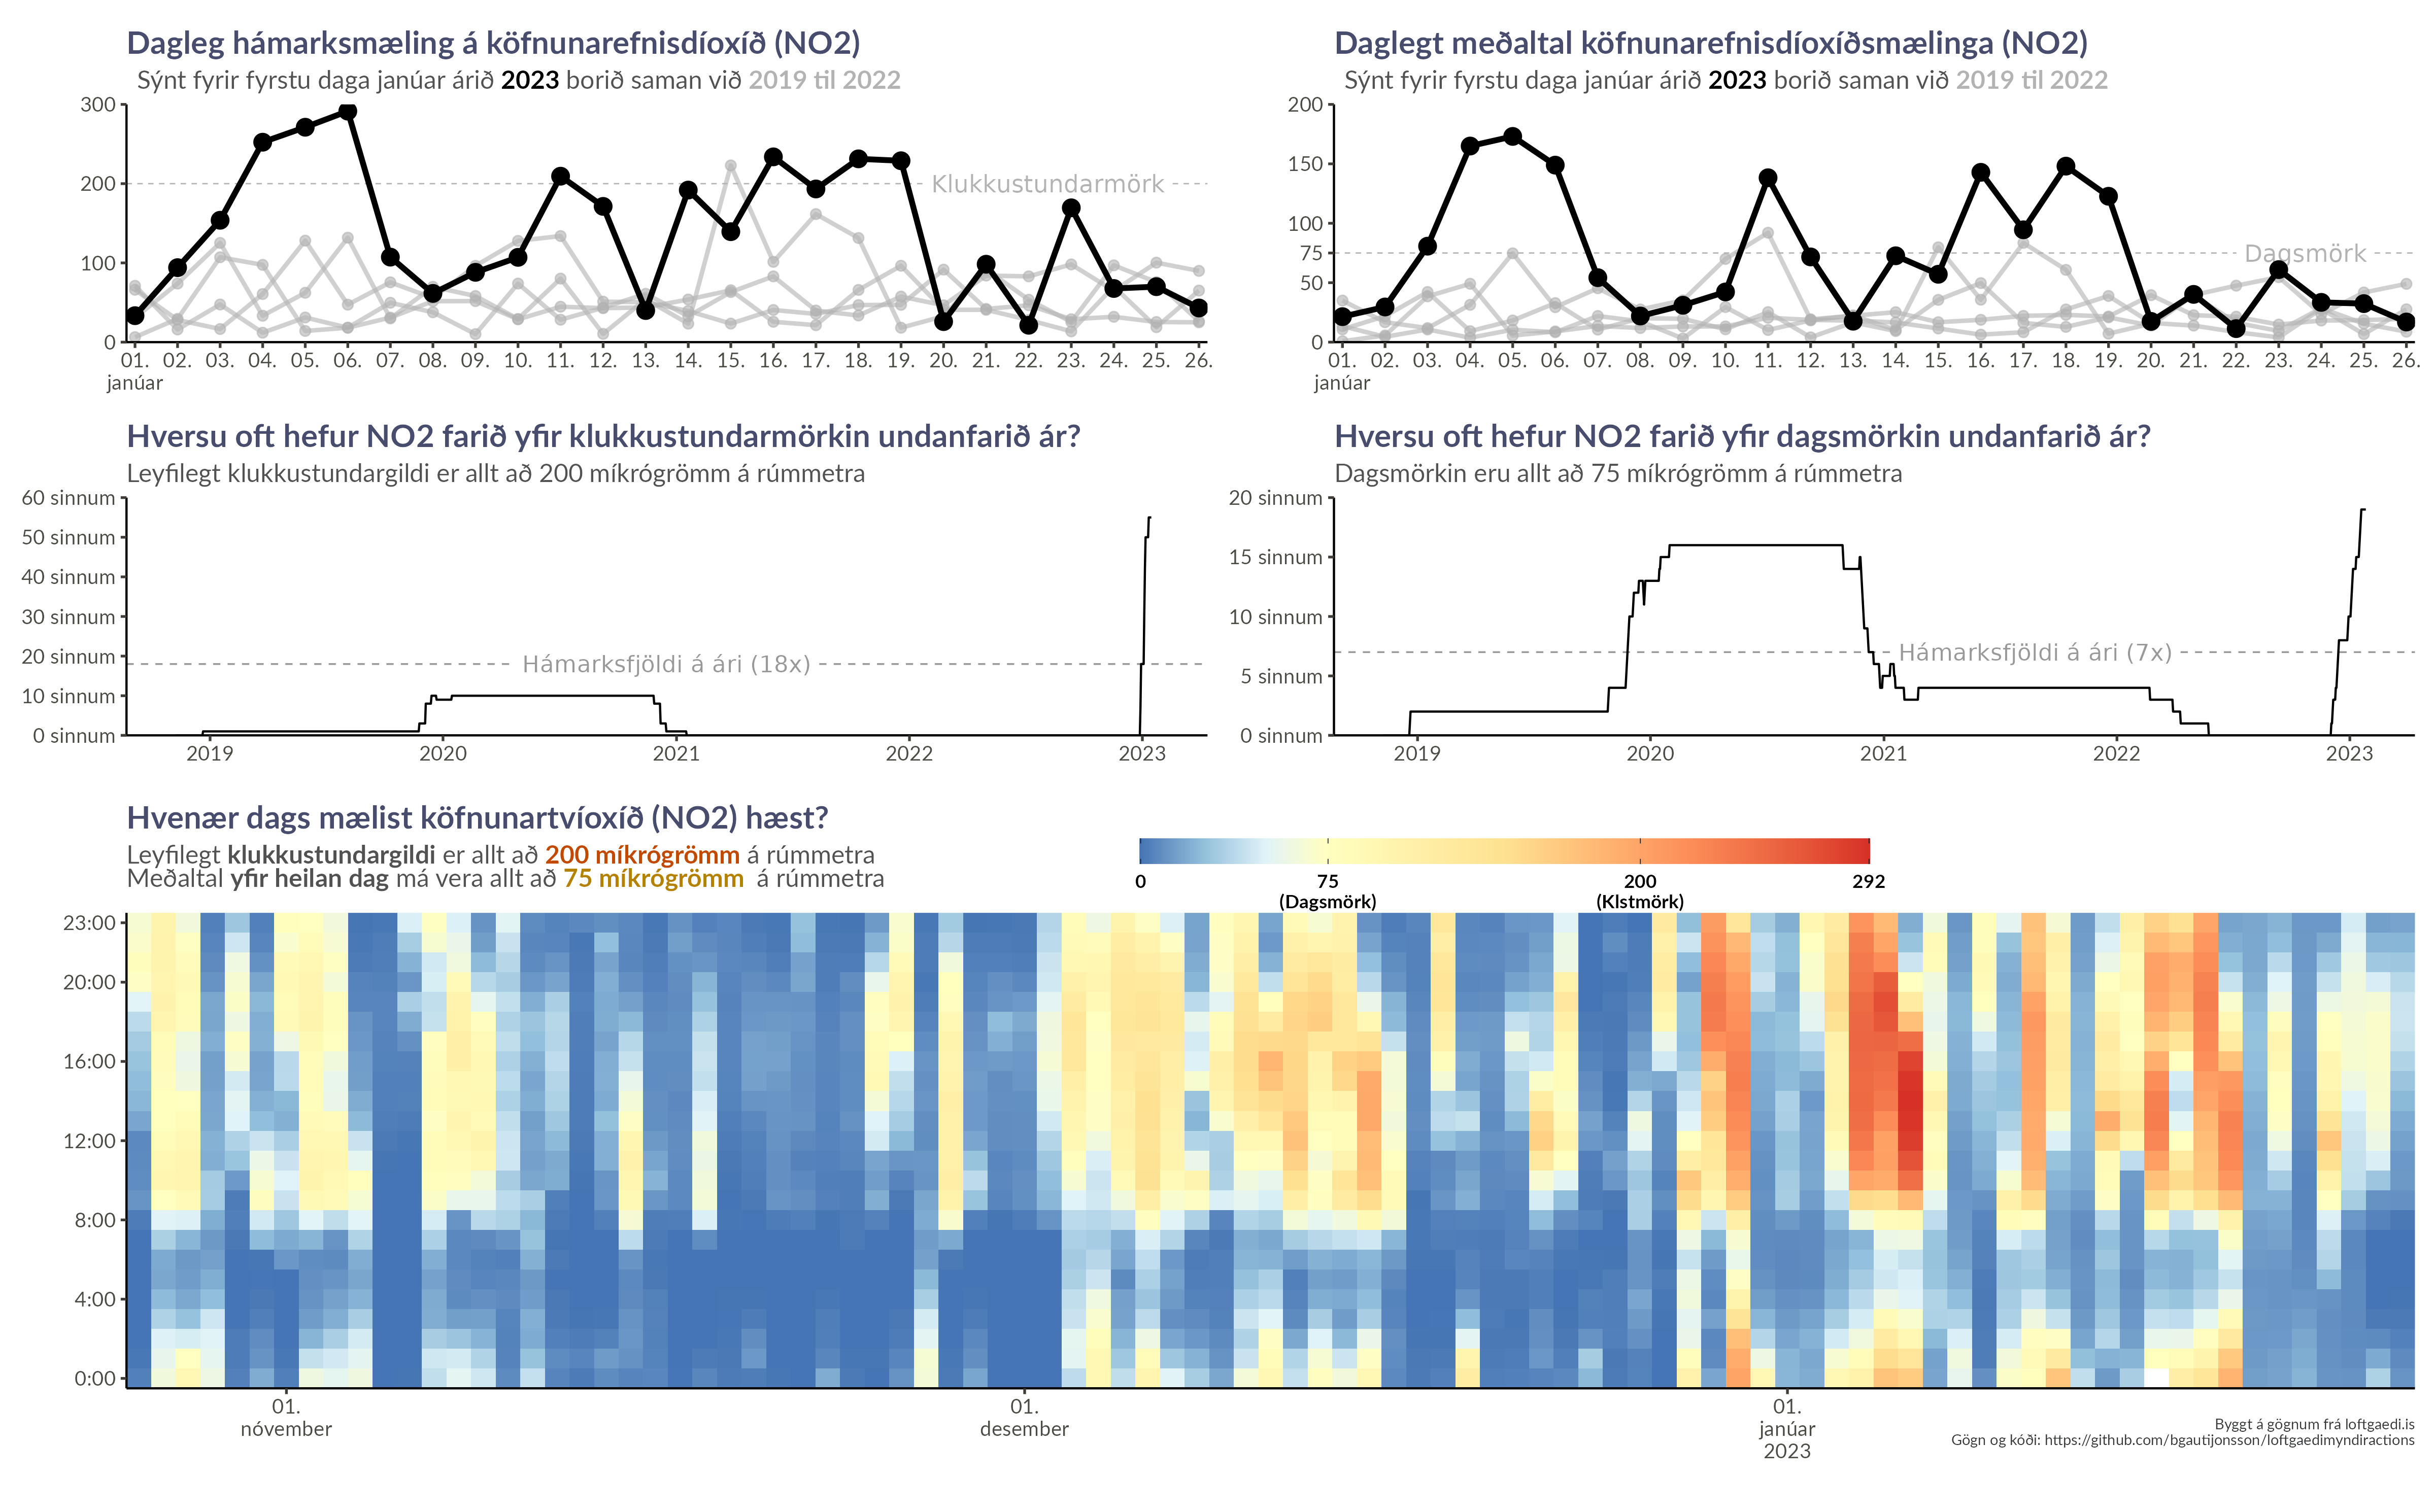 Dagleg hámarksmæling á köfnunarefnisdíoxíð (NO2)
Sýnt fyrir fyrstu daga janúar árið 2023 borið saman við 2019 til 2022
300
200
100
0
Klukkustundarmörk
01. 02. 03. 04. 05. 06. 07. 08. 09. 10. 11. 12. 13. 14. 15. 16. 17. 18. 19. 20. 21. 22. 23. 24. 25. 26.
janúar
Daglegt meðaltal köfnunarefnisdíoxíðsmælinga (NO2)
Sýnt fyrir fyrstu daga janúar árið 2023 borið saman við 2019 til 2022
200
150
100
75
50
0
Dagsmörk
01. 02. 03. 04. 05. 06. 07. 08. 09. 10. 11. 12. 13. 14. 15. 16. 17. 18. 19. 20. 21. 22. 23. 24. 25. 26.
janúar
Hversu oft hefur NO2 farið yfir klukkustundarmörkin undanfarið ár?
Leyfilegt klukkustundargildi er allt að 200 míkrógrömm á rúmmetra
60 sinnum
50 sinnum
40 sinnum
30 sinnum
20 sinnum
10 sinnum
0 sinnum
Hámarksfjöldi á ári (18x)
2019 2020 2021 2022 2023
Hversu oft hefur NO2 farið yfir dagsmörkin undanfarið ár?
Dagsmörkin eru allt að 75 míkrógrömm á rúmmetra
20 sinnum
15 sinnum
10 sinnum
5 sinnum
0 sinnum
Hámarksfjöldi á ári (7x)
2019 2020 2021 2022 2023
Hvenær dags mælist köfnunartvíoxíð (NO2) hæst?
Leyfilegt klukkustundargildi er allt að 200 míkrógrömm á rúmmetra
Meðaltal yfir heilan dag má vera allt að 75 míkrógrömm á rúmmetra
0 75 200 292
(Dagsmörk) (Klstmörk)
23:00
20:00
16:00
12:00
8:00
4:00
0:00
01. 01. 01.
nóvember desember janúar
2023
Byggt á gögnum frá loftgaedi.is
Gögn og kóði: https://github.com/bgautijonsson/loftgaedimyndiractions